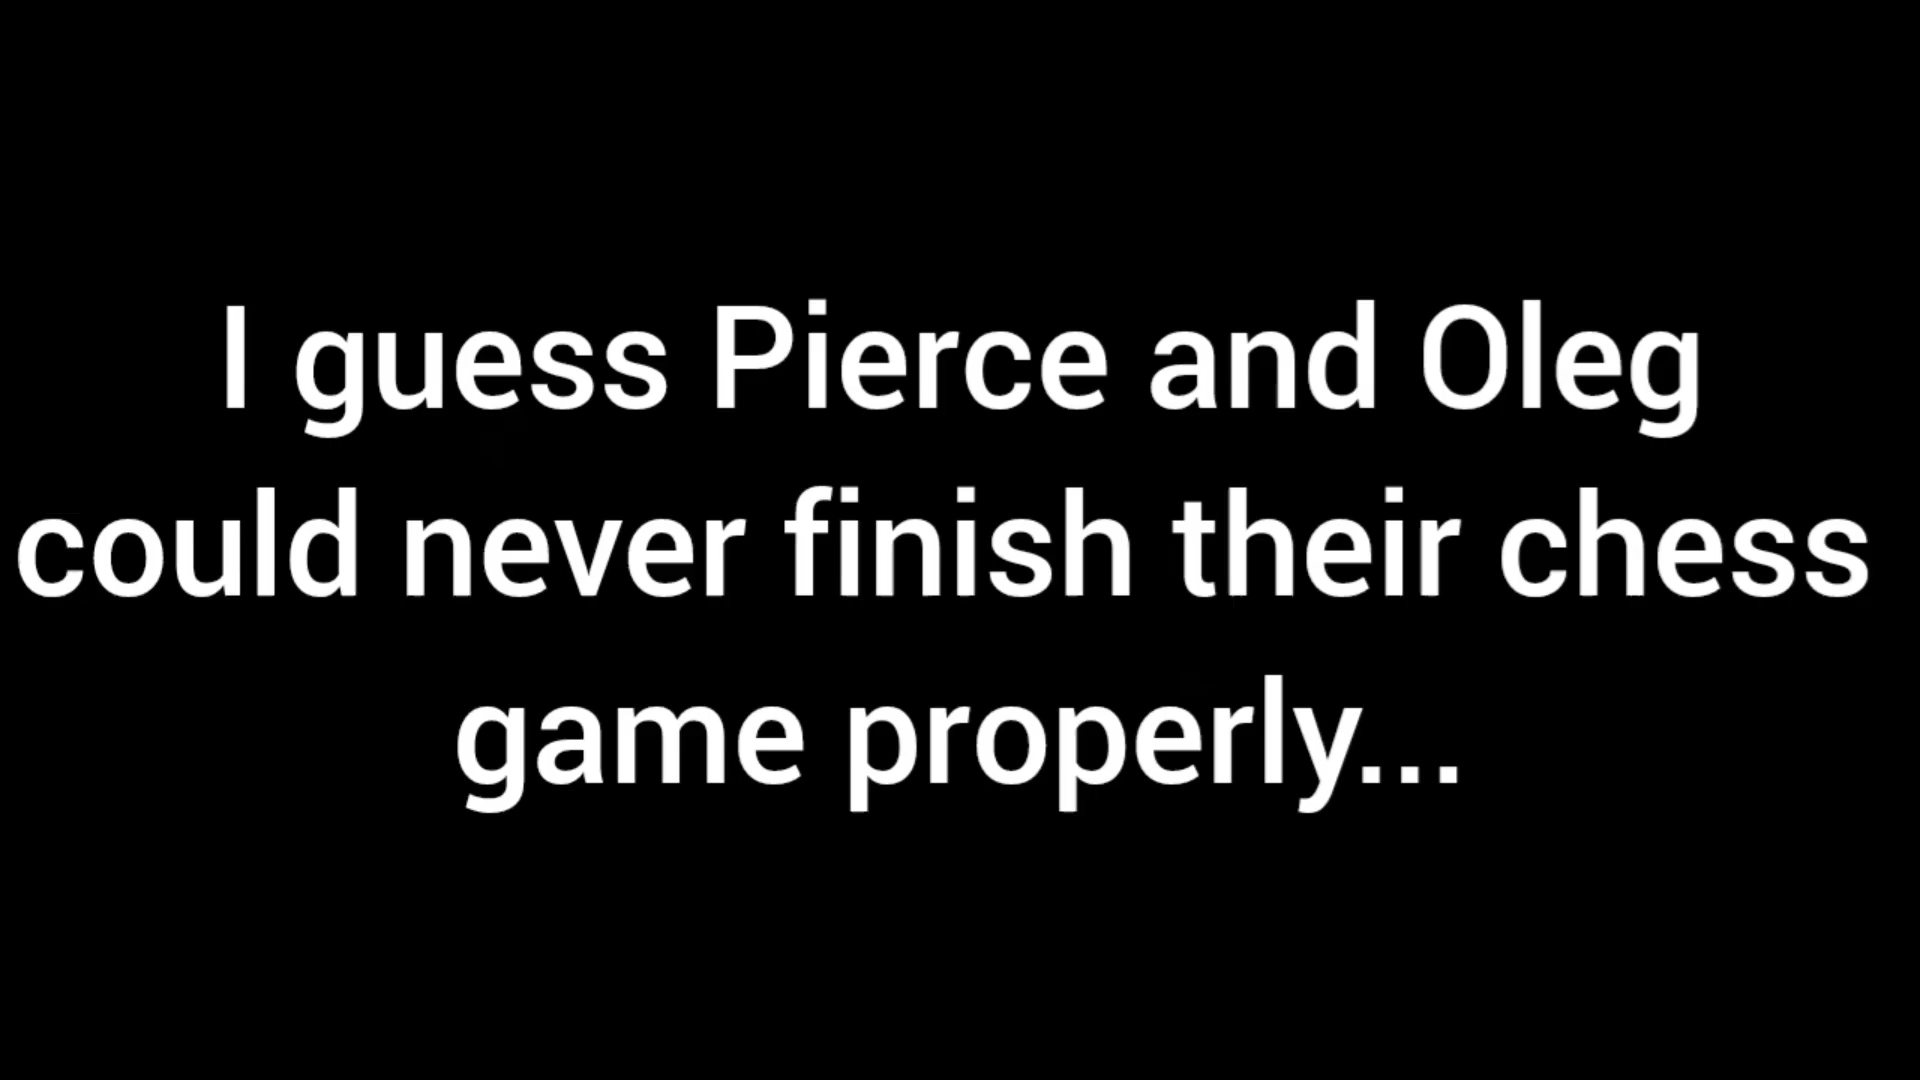 I guess Pierce and Oleg
could never finish their chess
game properly...